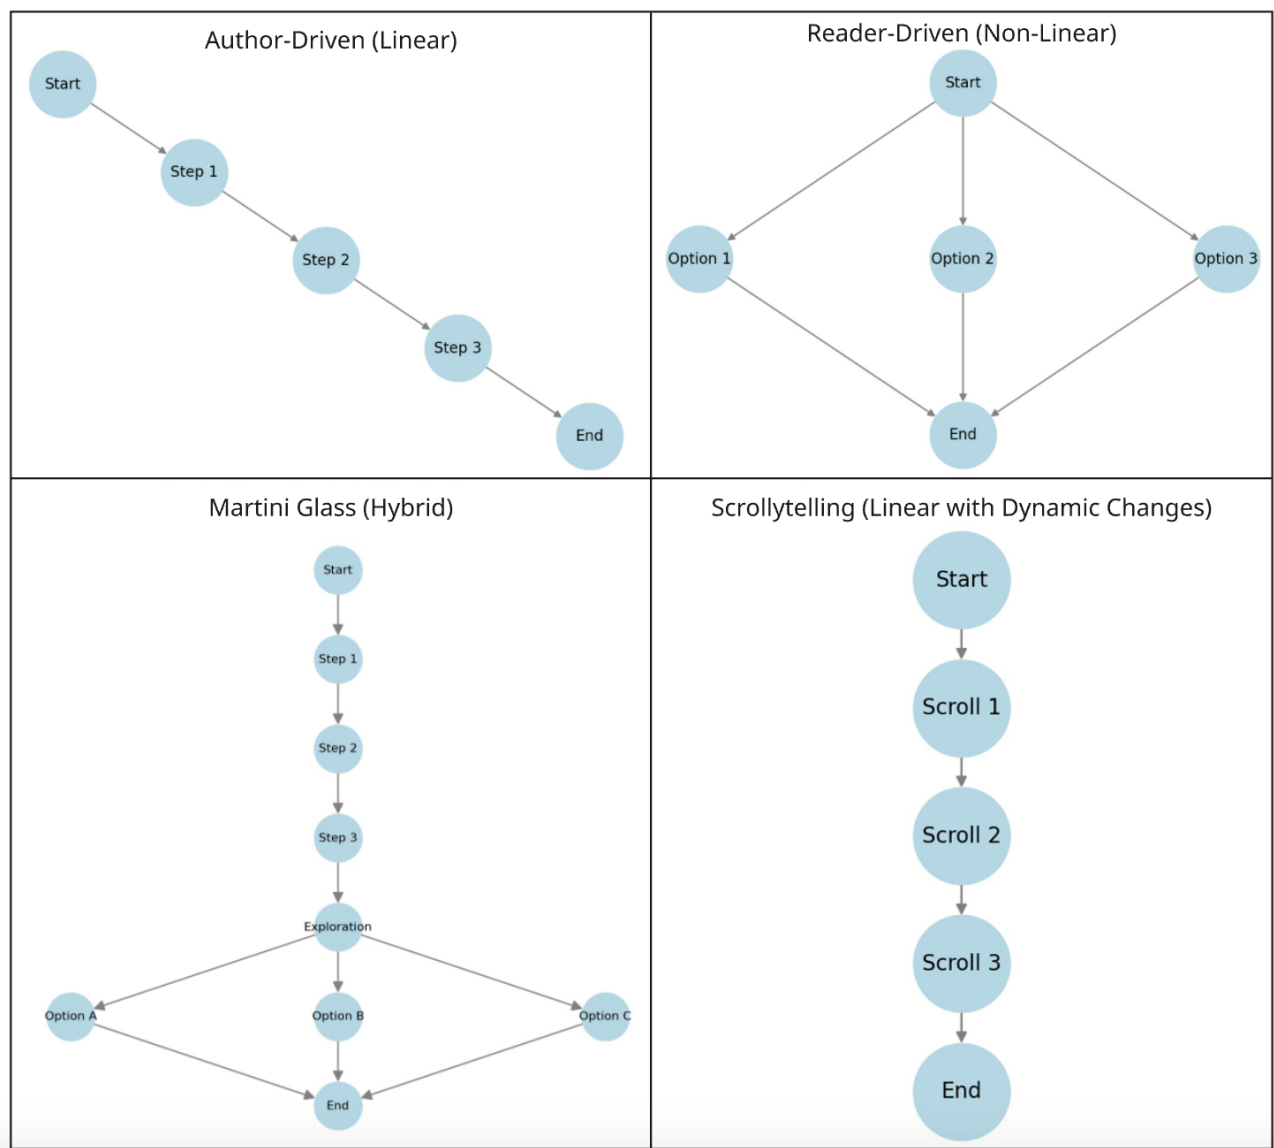 Author-Driven (Linear)
Start
Step 1
Step 2
Step 3
End
Reader-Driven (Non-Linear)
Start
Option 1
Option 2
Option 3
End
Martini Glass (Hybrid)
Start
Step 1
Step 2
Step 3
Exploration
Option A
Option B
Option C
End
Scrollytelling (Linear with Dynamic Changes)
Start
Scroll 1
Scroll 2
Scroll 3
End